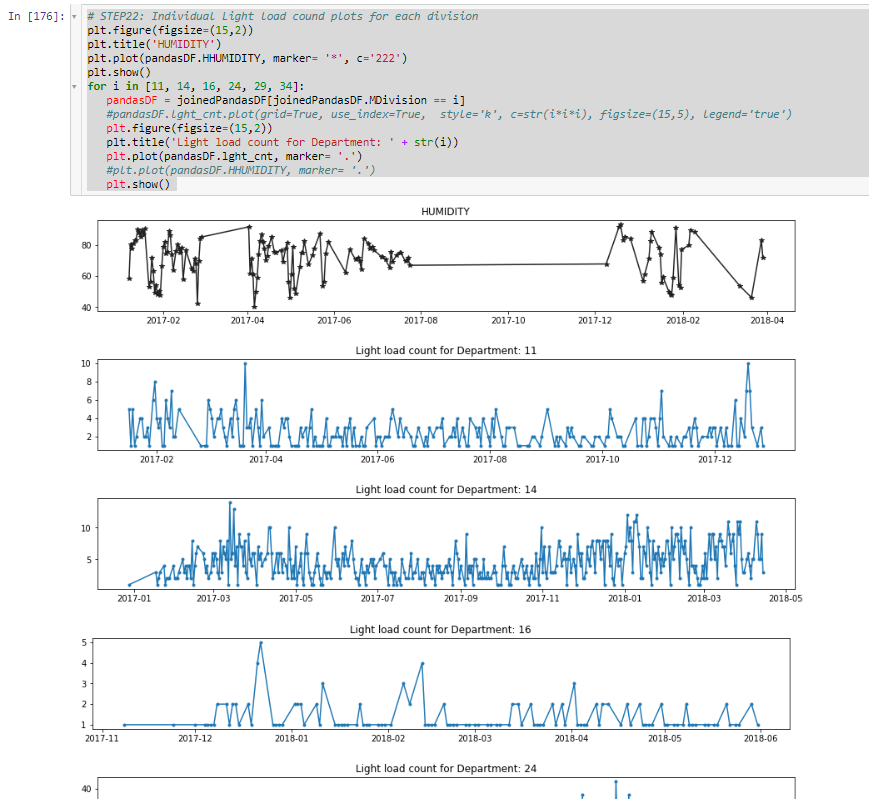 In [176]:
# STEP22: Individual Light load cound plots for each division
plt.figure(figsize=(15,2))
plt.title('HUMIDITY')
plt.plot(pandasDF.HHUMIDITY, marker= '*', c='222')
plt.show()
for i in [11, 14, 16, 24, 29, 34]:
pandasDF = joinedPandasDF[joinedPandasDF.MDivision == i]
#pandasDF.lght_cnt.plot(grid=True, use_index=True,  style='k', c=str(i*i*i), figsize=(15,5), legend='true')
plt.figure(figsize=(15,2))
plt.title('Light load count for Department: ' + str(i))
plt.plot(pandasDF.lght_cnt, marker= '.')
#plt.plot(pandasDF.HHUMIDITY, marker= '.')
plt.show()
HUMIDITY
80
60
40
2017-02 2017-04 2017-06 2017-08 2017-10 2017-12 2018-02 2018-04
Light load count for Department: 11
10
8
6
4
2
2017-02 2017-04 2017-06 2017-08 2017-10 2017-12
Light load count for Department: 14
10
5
2017-01 2017-03 2017-05 2017-07 2017-09 2017-11 2018-01 2018-03 2018-05
Light load count for Department: 16
5
4
3
2
1
2017-11 2017-12 2018-01 2018-02 2018-03 2018-04 2018-05 2018-06
Light load count for Department: 24
40